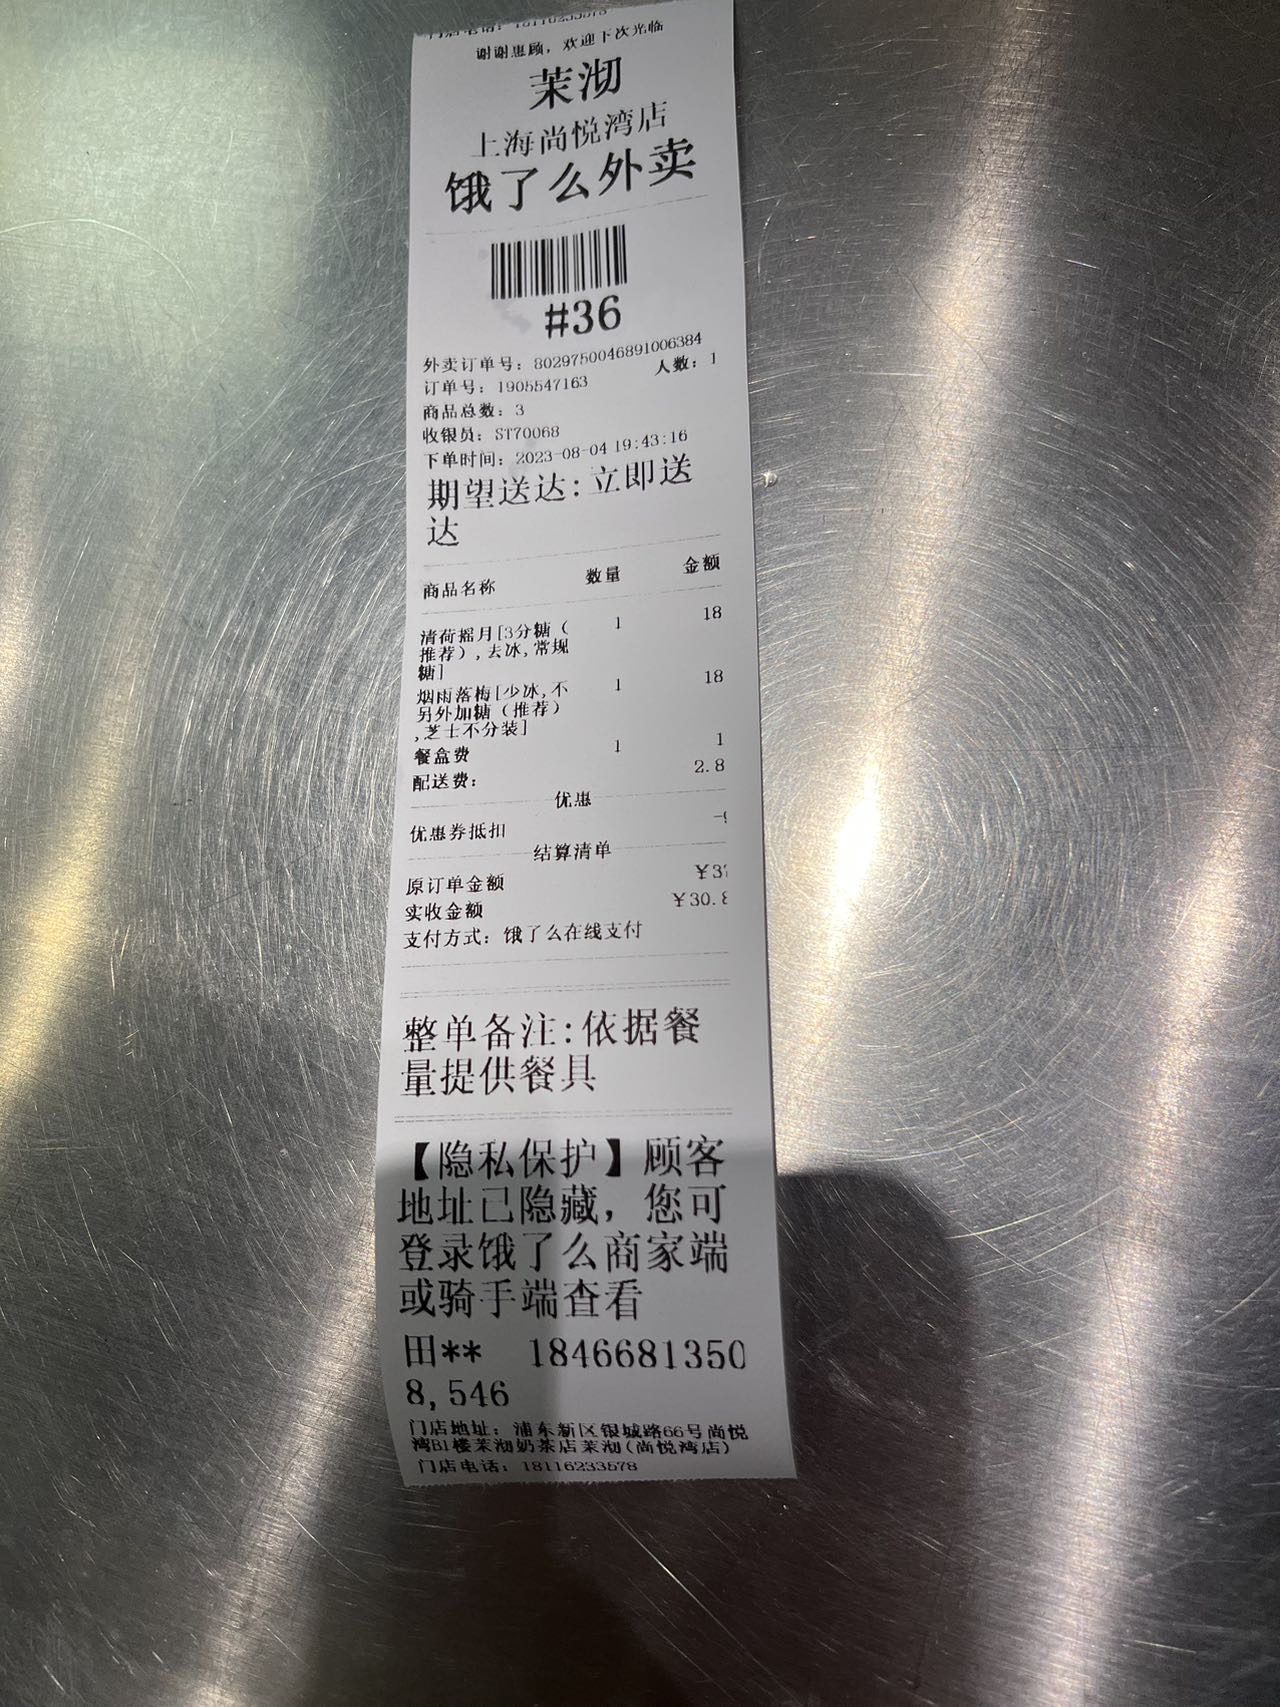 门店电话：18116233578
谢谢惠顾，欢迎下次光临
茉沏
上海尚悦湾店
饿了么外卖
#36
外卖订单号：8029750046891006384
订单号：1905547163 人数：1
商品总数：3
收银员：ST70068
下单时间：2023-08-04 19:43:16
期望送达：立即送
达
商品名称 数量 金额
清荷摇月[3分糖（ 1 18
推荐）,去冰,常规
糖]
烟雨落梅[少冰,不 1 18
另外加糖（推荐）
,芝士不分装]
餐盒费 1 1
配送费： 2.8
优惠
优惠券抵扣
结算清单
原订单金额
实收金额 ￥30.8
支付方式：饿了么在线支付
整单备注：依据餐
量提供餐具
【隐私保护】顾客
地址已隐藏，您可
登录饿了么商家端
或骑手端查看
田** 1846681350
8,546
门店地址：浦东新区银城路66号尚悦
湾B1楼茉沏奶茶店茉沏(尚悦湾店)
门店电话：18116233578